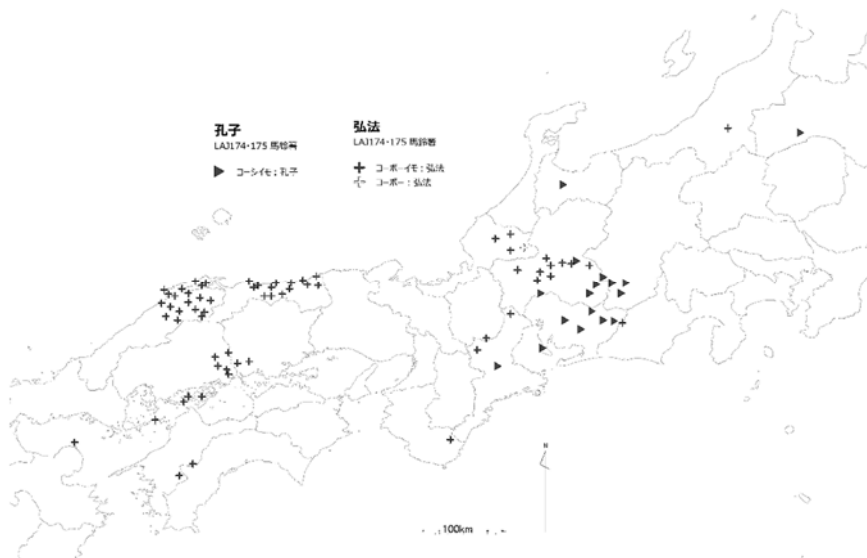 孔子
LAJ174・175 馬鈴薯
▶ コーシイモ：孔子
弘法
LAJ174・175 馬鈴薯
+ コーボーイモ：弘法
コーボー：弘法
N
100km